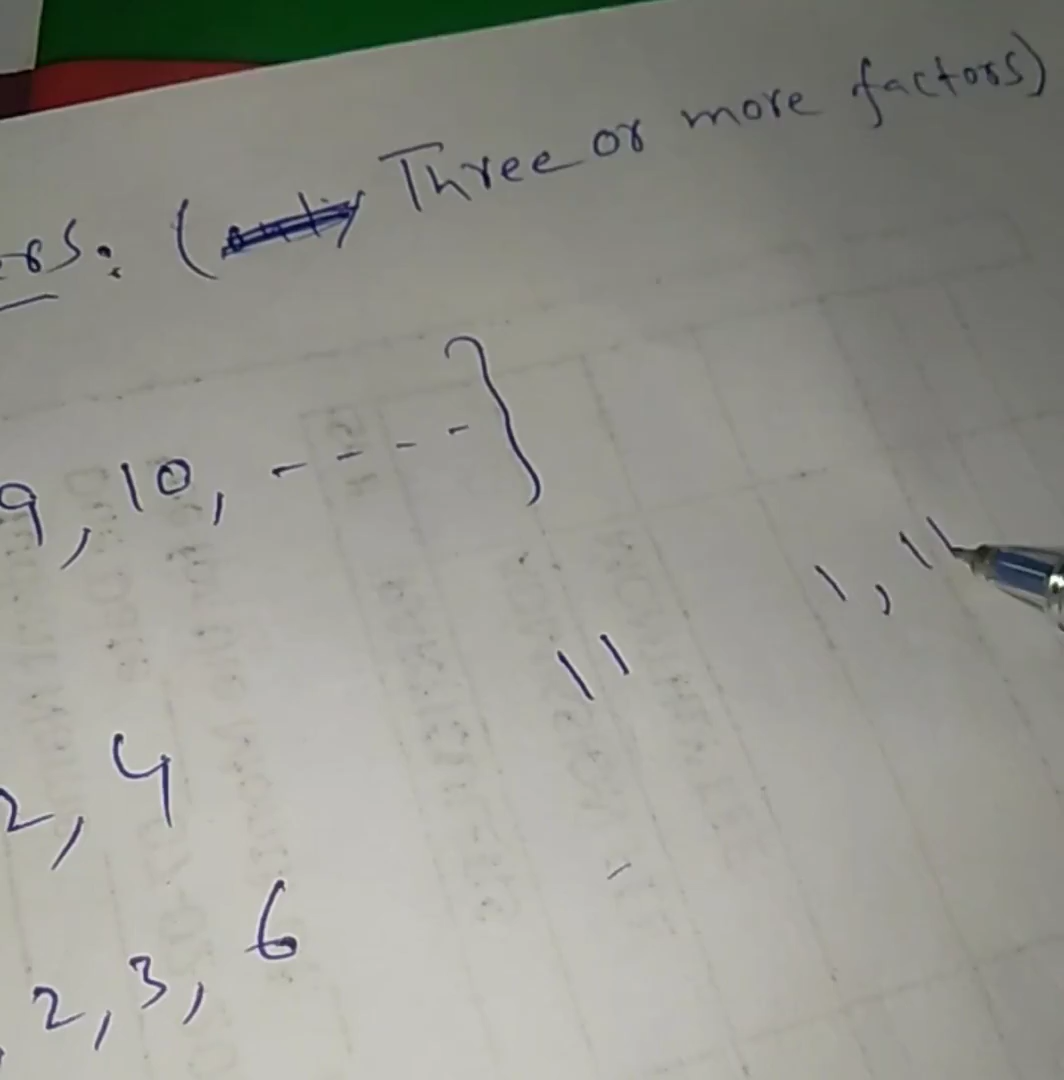 ers: (only Three or more factors)
9, 10, ----}
11 1, 11
2, 4
2, 3, 6